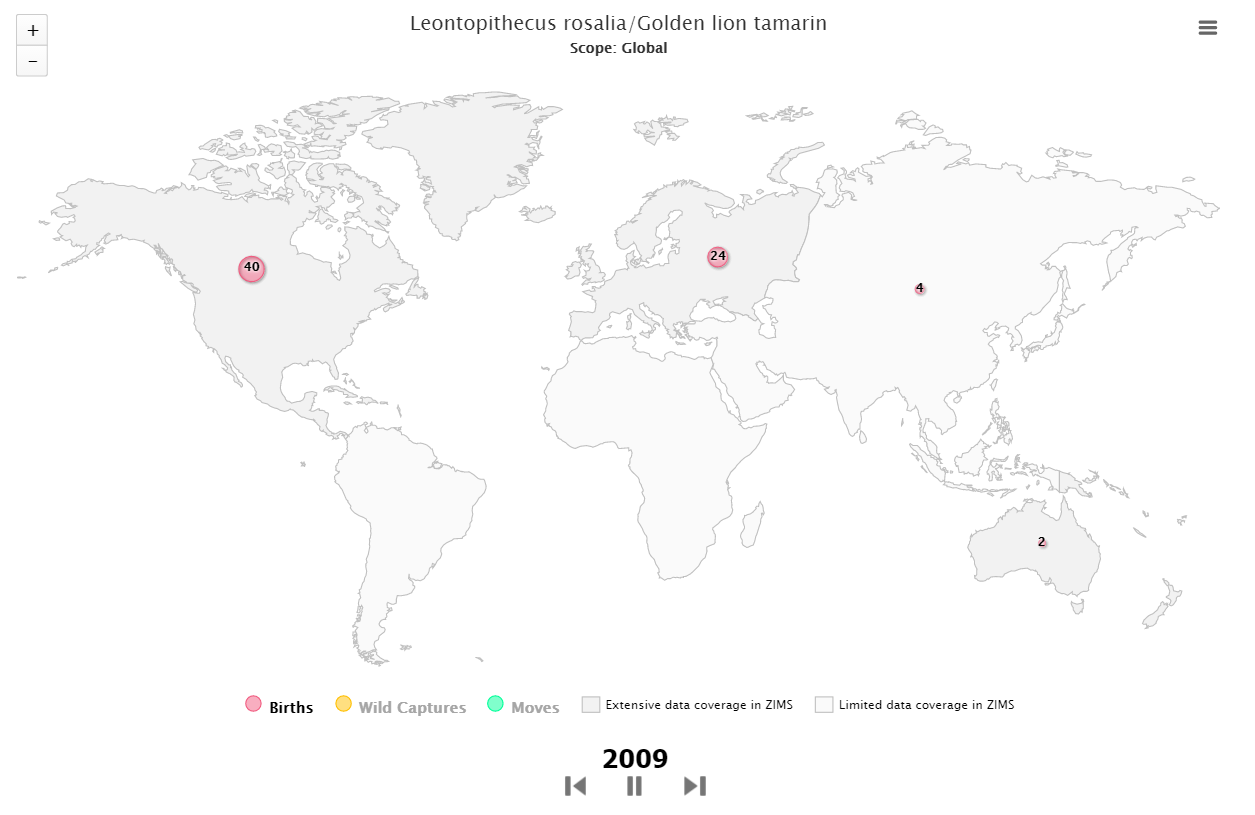 +
Leontopithecus rosalia/Golden lion tamarin
−
Scope: Global
24
40
4
2
Births
Wild Captures
Moves
Extensive data coverage in ZIMS
Limited data coverage in ZIMS
2009